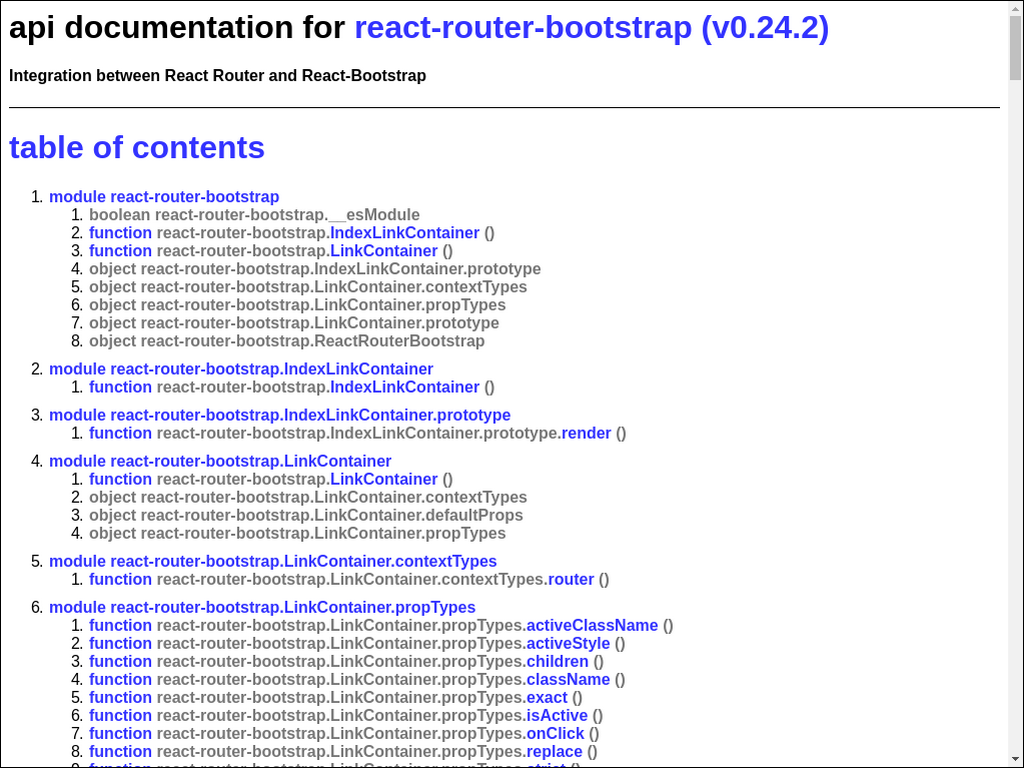 api documentation for react-router-bootstrap (v0.24.2)
Integration between React Router and React-Bootstrap
table of contents
1. module react-router-bootstrap
1. boolean react-router-bootstrap.__esModule
2. function react-router-bootstrap.IndexLinkContainer ()
3. function react-router-bootstrap.LinkContainer ()
4. object react-router-bootstrap.IndexLinkContainer.prototype
5. object react-router-bootstrap.LinkContainer.contextTypes
6. object react-router-bootstrap.LinkContainer.propTypes
7. object react-router-bootstrap.LinkContainer.prototype
8. object react-router-bootstrap.ReactRouterBootstrap
2. module react-router-bootstrap.IndexLinkContainer
1. function react-router-bootstrap.IndexLinkContainer ()
3. module react-router-bootstrap.IndexLinkContainer.prototype
1. function react-router-bootstrap.IndexLinkContainer.prototype.render ()
4. module react-router-bootstrap.LinkContainer
1. function react-router-bootstrap.LinkContainer ()
2. object react-router-bootstrap.LinkContainer.contextTypes
3. object react-router-bootstrap.LinkContainer.defaultProps
4. object react-router-bootstrap.LinkContainer.propTypes
5. module react-router-bootstrap.LinkContainer.contextTypes
1. function react-router-bootstrap.LinkContainer.contextTypes.router ()
6. module react-router-bootstrap.LinkContainer.propTypes
1. function react-router-bootstrap.LinkContainer.propTypes.activeClassName ()
2. function react-router-bootstrap.LinkContainer.propTypes.activeStyle ()
3. function react-router-bootstrap.LinkContainer.propTypes.children ()
4. function react-router-bootstrap.LinkContainer.propTypes.className ()
5. function react-router-bootstrap.LinkContainer.propTypes.exact ()
6. function react-router-bootstrap.LinkContainer.propTypes.isActive ()
7. function react-router-bootstrap.LinkContainer.propTypes.onClick ()
8. function react-router-bootstrap.LinkContainer.propTypes.replace ()
9. function react-router-bootstrap.LinkContainer.propTypes.strict ()